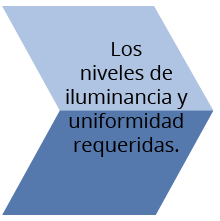 Los
niveles de
iluminancia y
uniformidad
requeridas.